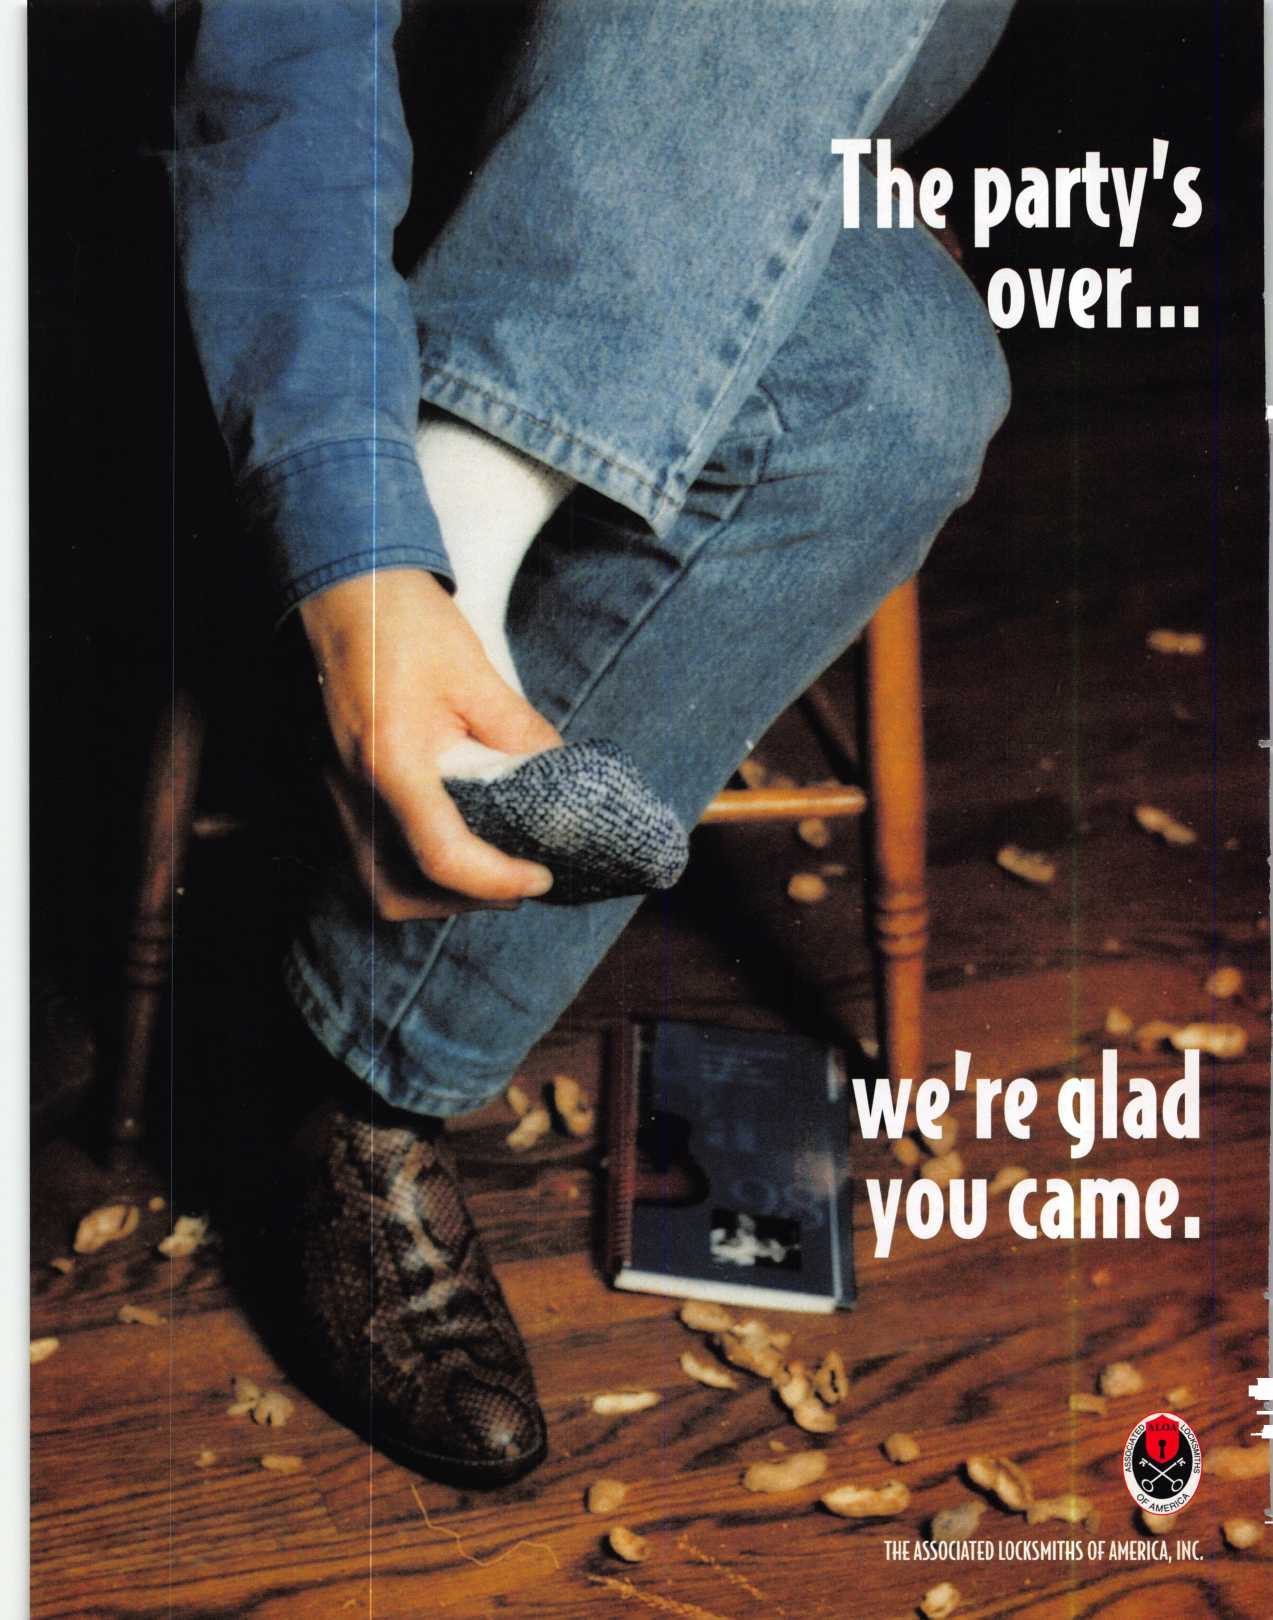 The party's
over...
we're glad
you came.
ALOA
ASSOCIATED LOCKSMITHS
OF AMERICA
THE ASSOCIATED LOCKSMITHS OF AMERICA, INC.